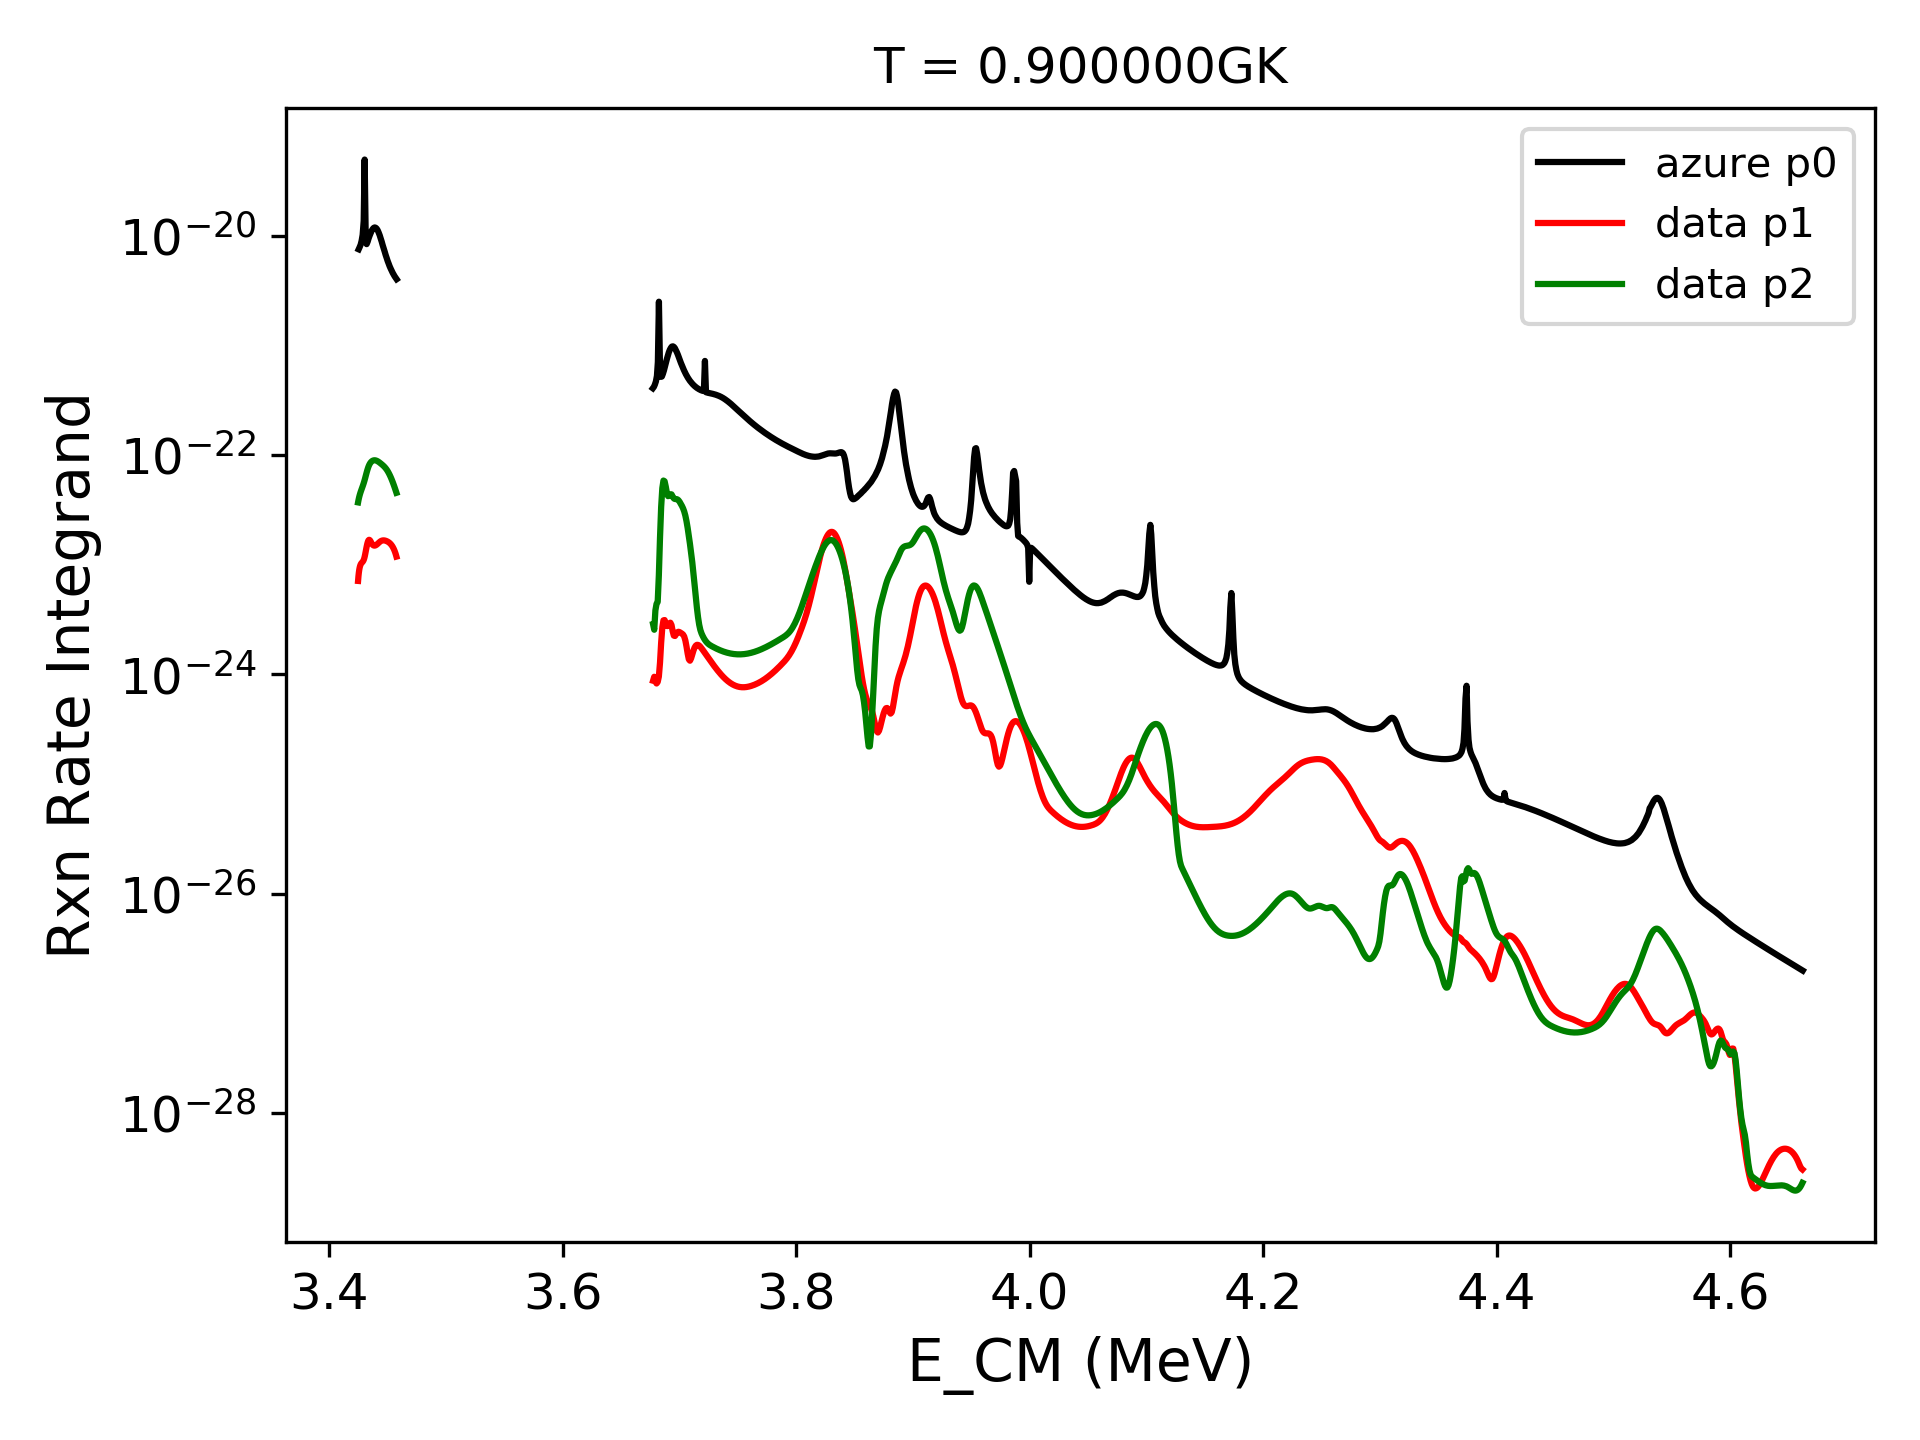 T = 0.900000GK
azure p0
data p1
data p2
Rxn Rate Integrand
10⁻²⁰
10⁻²²
10⁻²⁴
10⁻²⁶
10⁻²⁸
3.4 3.6 3.8 4.0 4.2 4.4 4.6
E_CM (MeV)